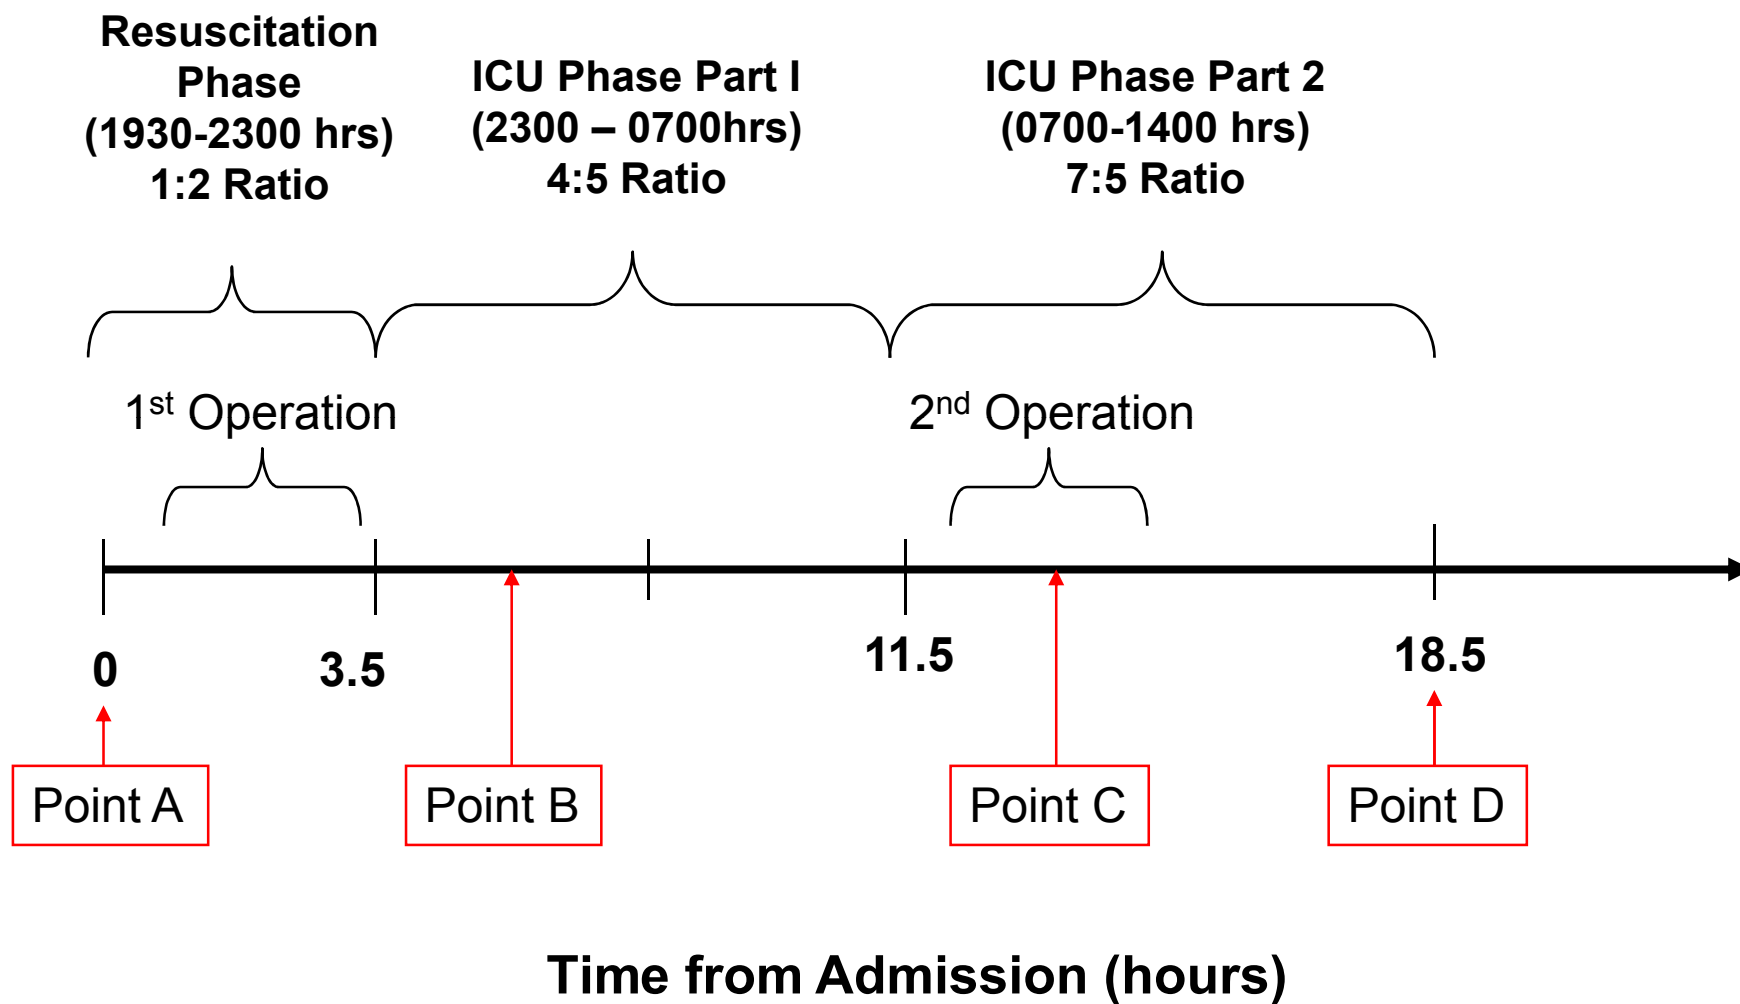 Resuscitation
Phase
(1930-2300 hrs)
1:2 Ratio
ICU Phase Part I
(2300 – 0700hrs)
4:5 Ratio
ICU Phase Part 2
(0700-1400 hrs)
7:5 Ratio
1st Operation
2nd Operation
0
3.5
11.5
18.5
Point A
Point B
Point C
Point D
Time from Admission (hours)